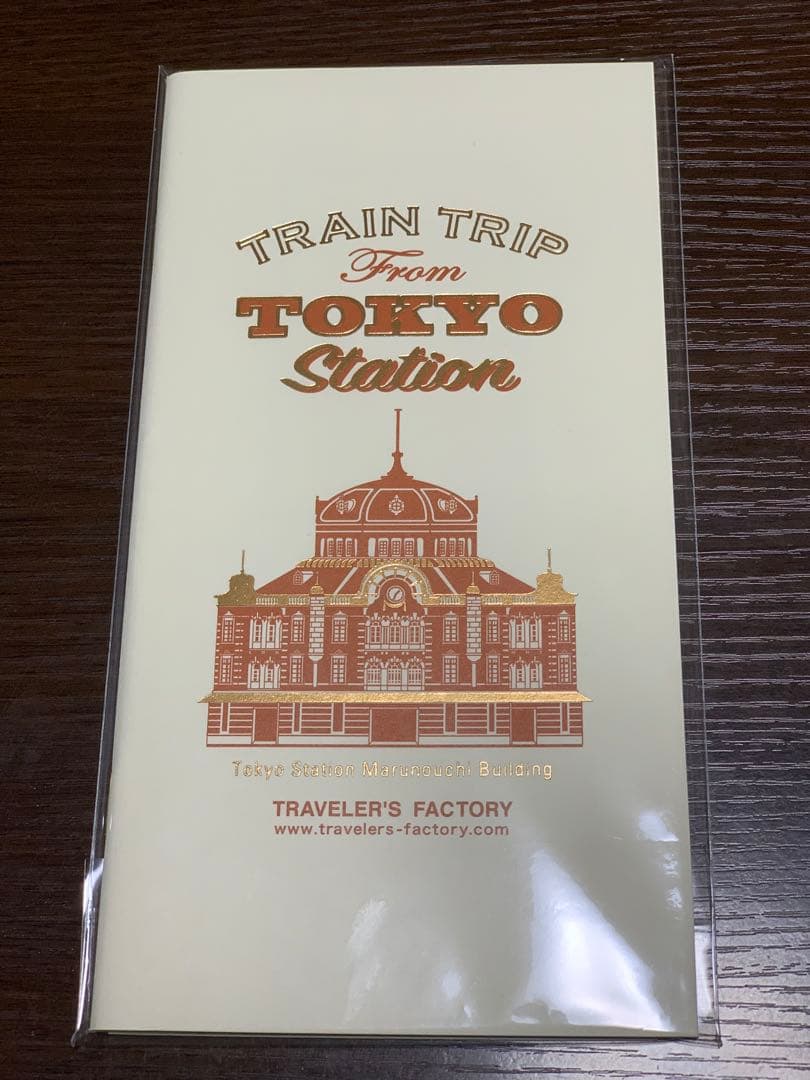 TRAIN TRIP
From
TOKYO
Station
Tokyo Station Marunouchi Building
TRAVELER'S FACTORY
www.travelers-factory.com